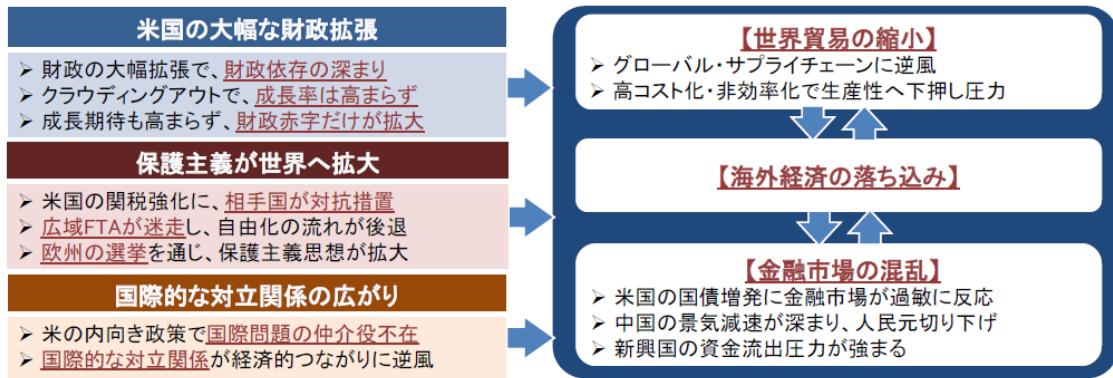 米国の大幅な財政拡張
➢ 財政の大幅拡張で、財政依存の深まり
➢ クラウディングアウトで、成長率は高まらず
➢ 成長期待も高まらず、財政赤字だけが拡大
保護主義が世界へ拡大
➢ 米国の関税強化に、相手国が対抗措置
➢ 広域FTAが迷走し、自由化の流れが後退
➢ 欧州の選挙を通じ、保護主義思想が拡大
国際的な対立関係の広がり
➢ 米の内向き政策で国際問題の仲介役不在
➢ 国際的な対立関係が経済的つながりに逆風
【世界貿易の縮小】
➢ グローバル・サプライチェーンに逆風
➢ 高コスト化・非効率化で生産性へ下押し圧力
【海外経済の落ち込み】
【金融市場の混乱】
➢ 米国の国債増発に金融市場が過敏に反応
➢ 中国の景気減速が深まり、人民元切り下げ
➢ 新興国の資金流出圧力が強まる